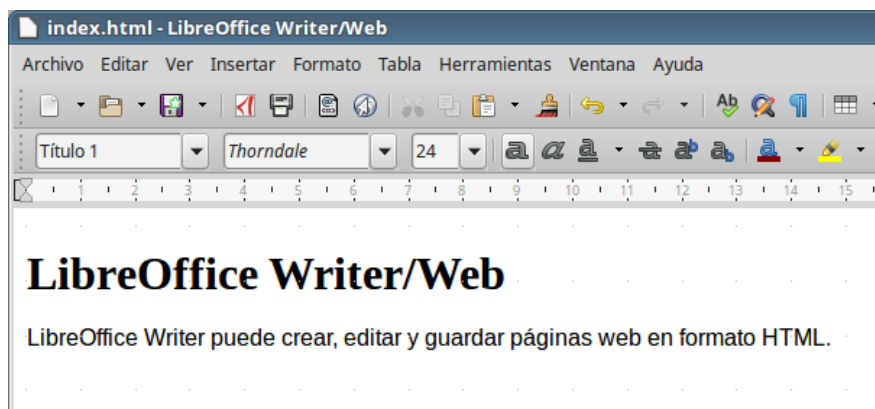 index.html - LibreOffice Writer/Web
Archivo Editar Ver Insertar Formato Tabla Herramientas Ventana Ayuda
Título 1 Thorndale 24
1 2 3 4 5 6 7 8 9 10 11 12 13 14 15
LibreOffice Writer/Web
LibreOffice Writer puede crear, editar y guardar páginas web en formato HTML.